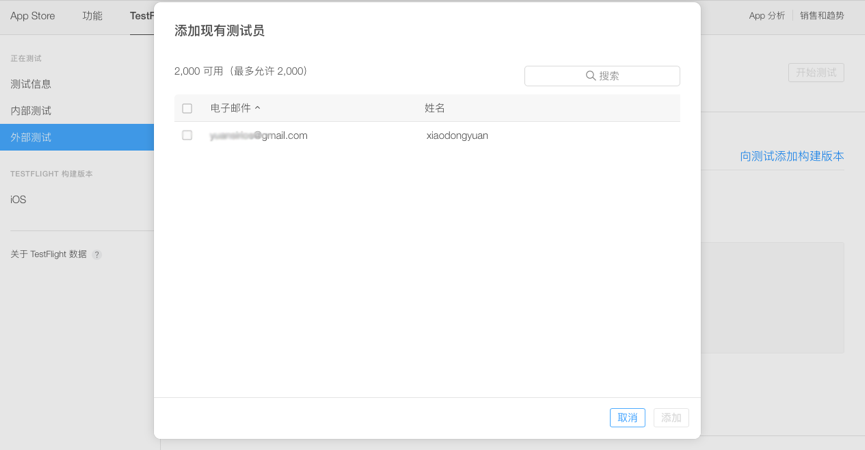 App Store 功能 TestFl App 分析 销售和趋势
添加现有测试员
正在测试
2,000 可用（最多允许 2,000） 搜索 开始测试
测试信息
电子邮件 姓名
内部测试
外部测试 @gmail.com xiaodongyuan
向测试添加构建版本
TESTFLIGHT 构建版本
iOS
关于 TestFlight 数据 ?
取消 添加